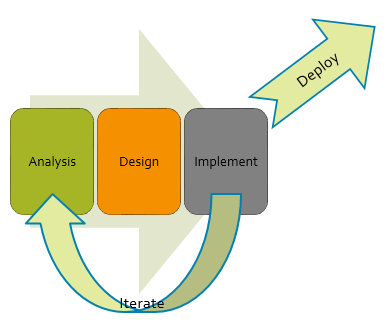 Deploy
Analysis
Design
Implement
Iterate